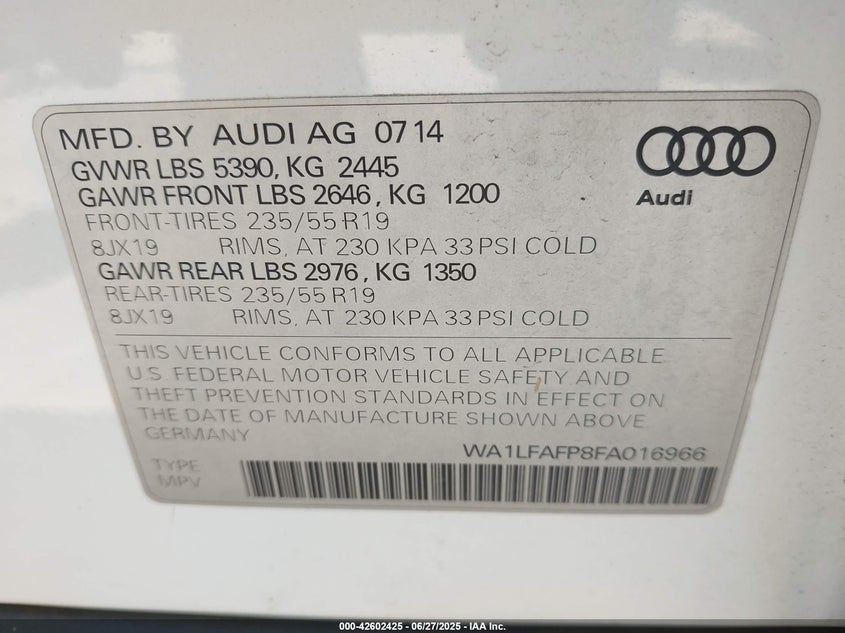 MFD. BY AUDI AG 07 14
GVWR LBS 5390, KG 2445
GAWR FRONT LBS 2646, KG 1200
FRONT-TIRES 235/55 R19
8JX19 RIMS, AT 230 KPA 33 PSI COLD
GAWR REAR LBS 2976, KG 1350
REAR-TIRES 235/55 R19
8JX19 RIMS, AT 230 KPA 33 PSI COLD
Audi
THIS VEHICLE CONFORMS TO ALL APPLICABLE
U.S. FEDERAL MOTOR VEHICLE SAFETY AND
THEFT PREVENTION STANDARDS IN EFFECT ON
THE DATE OF MANUFACTURE SHOWN ABOVE
GERMANY
WA1LFAFP8FA016966
TYPE
MPV
000-42602425 - 06/27/2025 - IAA Inc.